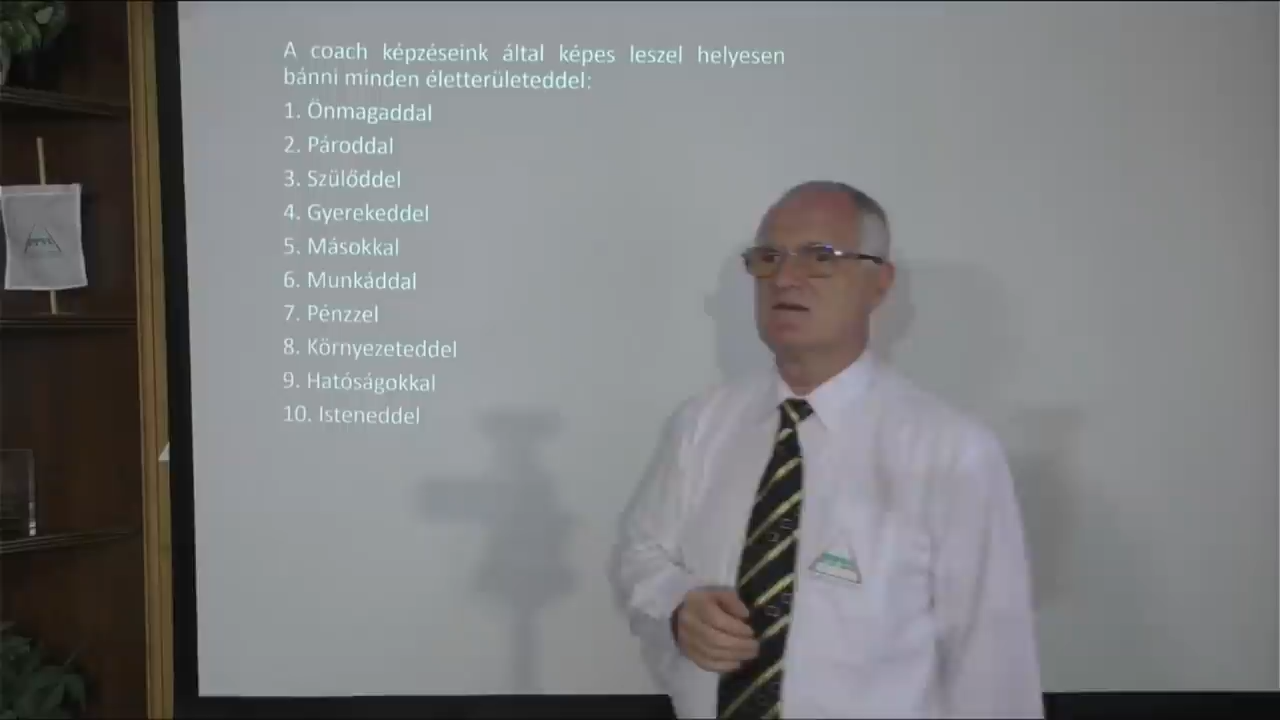 A coach képzéseink által képes leszel helyesen
bánni minden életterületeddel:
1. Önmagaddal
2. Pároddal
3. Szülőddel
4. Gyerekeddel
5. Másokkal
6. Munkáddal
7. Pénzzel
8. Környezeteddel
9. Hatóságokkal
10. Isteneddel